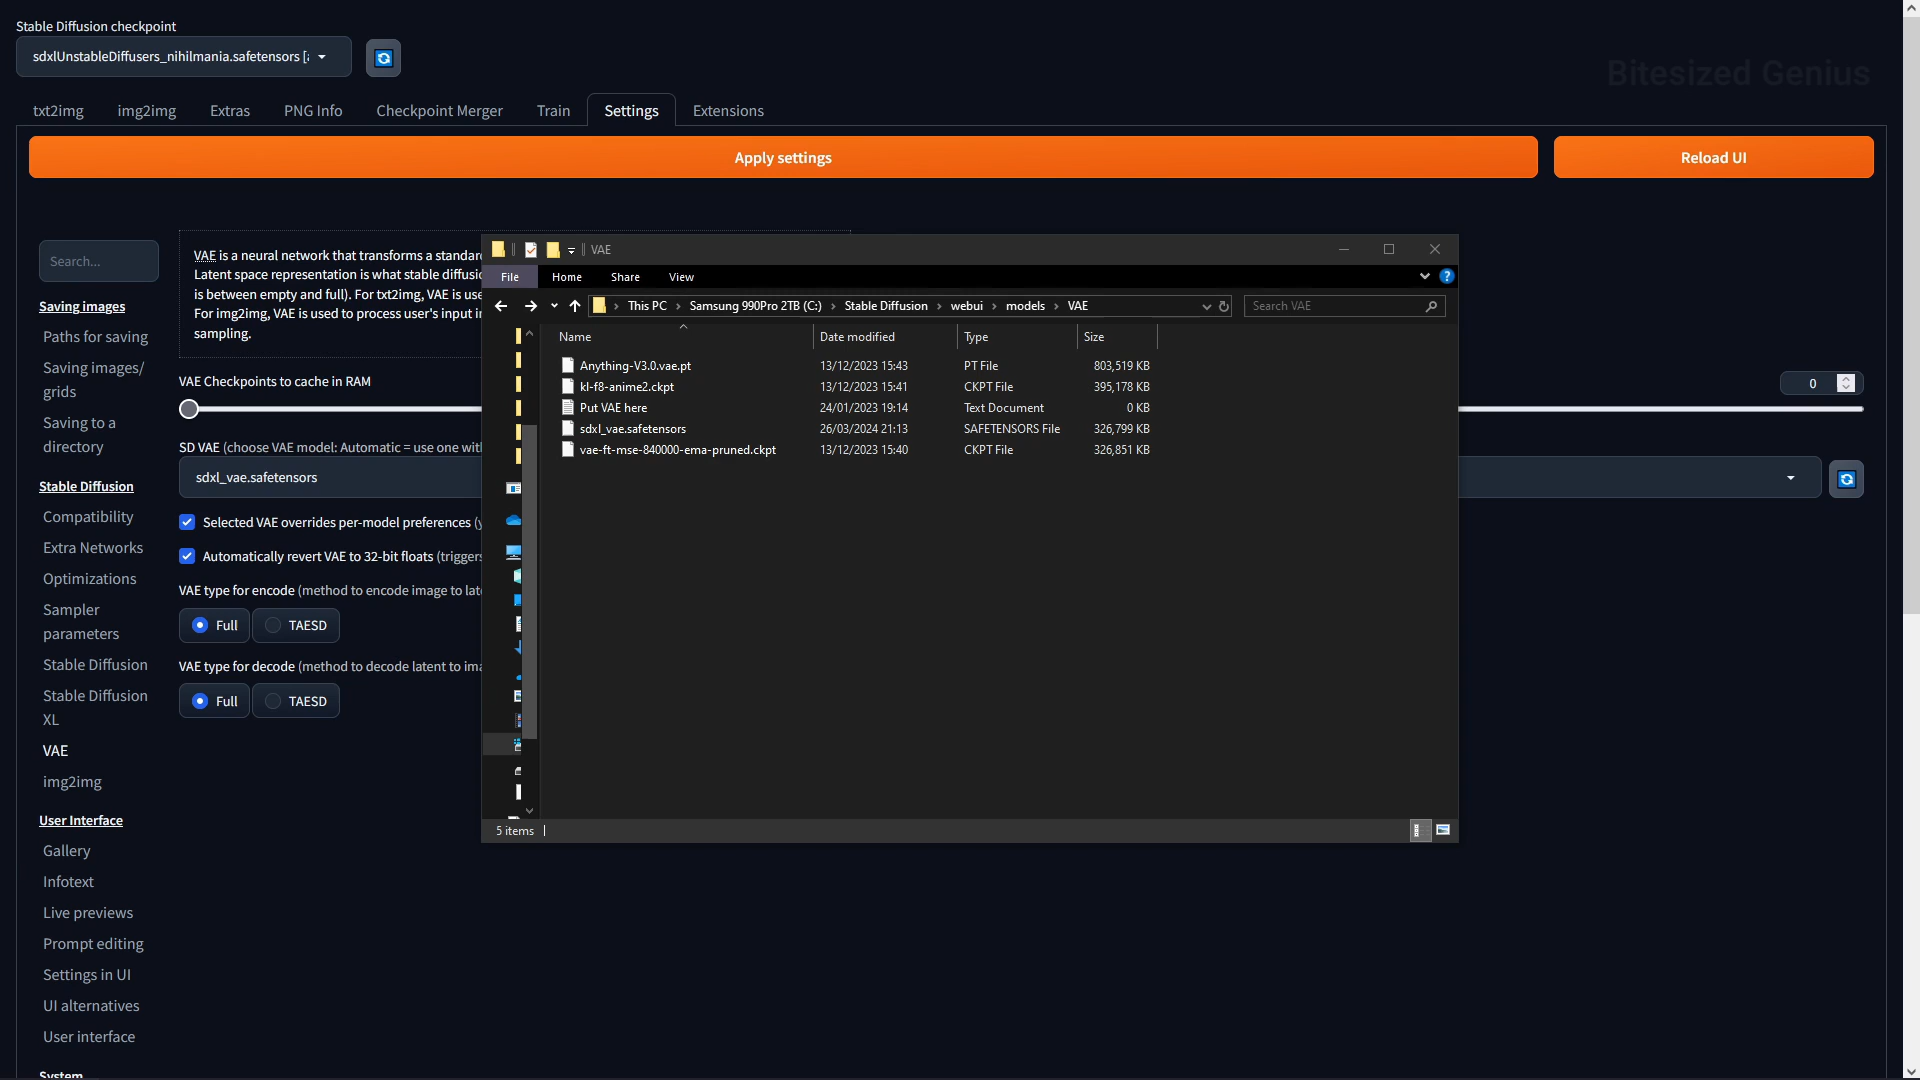 Stable Diffusion checkpoint
sdxlUnstableDiffusers_nihilmania.safetensors [
Bitesized Genius
txt2img img2img Extras PNG Info Checkpoint Merger Train Settings Extensions
Apply settings Reload UI
Search...
Saving images
Paths for saving
Saving images/
grids
Saving to a
directory
Stable Diffusion
Compatibility
Extra Networks
Optimizations
Sampler
parameters
Stable Diffusion
Stable Diffusion
XL
VAE
img2img
User Interface
Gallery
Infotext
Live previews
Prompt editing
Settings in UI
UI alternatives
User interface
System
VAE is a neural network that transforms a standard
Latent space representation is what stable diffusio
is between empty and full). For txt2img, VAE is use
For img2img, VAE is used to process user's input i
sampling.
VAE Checkpoints to cache in RAM
0
SD VAE (choose VAE model: Automatic = use one wit
sdxl_vae.safetensors
Selected VAE overrides per-model preferences (
Automatically revert VAE to 32-bit floats (triggers
VAE type for encode (method to encode image to late
Full TAESD
VAE type for decode (method to decode latent to ima
Full TAESD
VAE
File Home Share View
This PC Samsung 990Pro 2TB (C:) Stable Diffusion webui models VAE
Search VAE
Name Date modified Type Size
Anything-V3.0.vae.pt 13/12/2023 15:43 PT File 803,519 KB
kl-f8-anime2.ckpt 13/12/2023 15:41 CKPT File 395,178 KB
Put VAE here 24/01/2023 19:14 Text Document 0 KB
sdxl_vae.safetensors 26/03/2024 21:13 SAFETENSORS File 326,799 KB
vae-ft-mse-840000-ema-pruned.ckpt 13/12/2023 15:40 CKPT File 326,851 KB
5 items